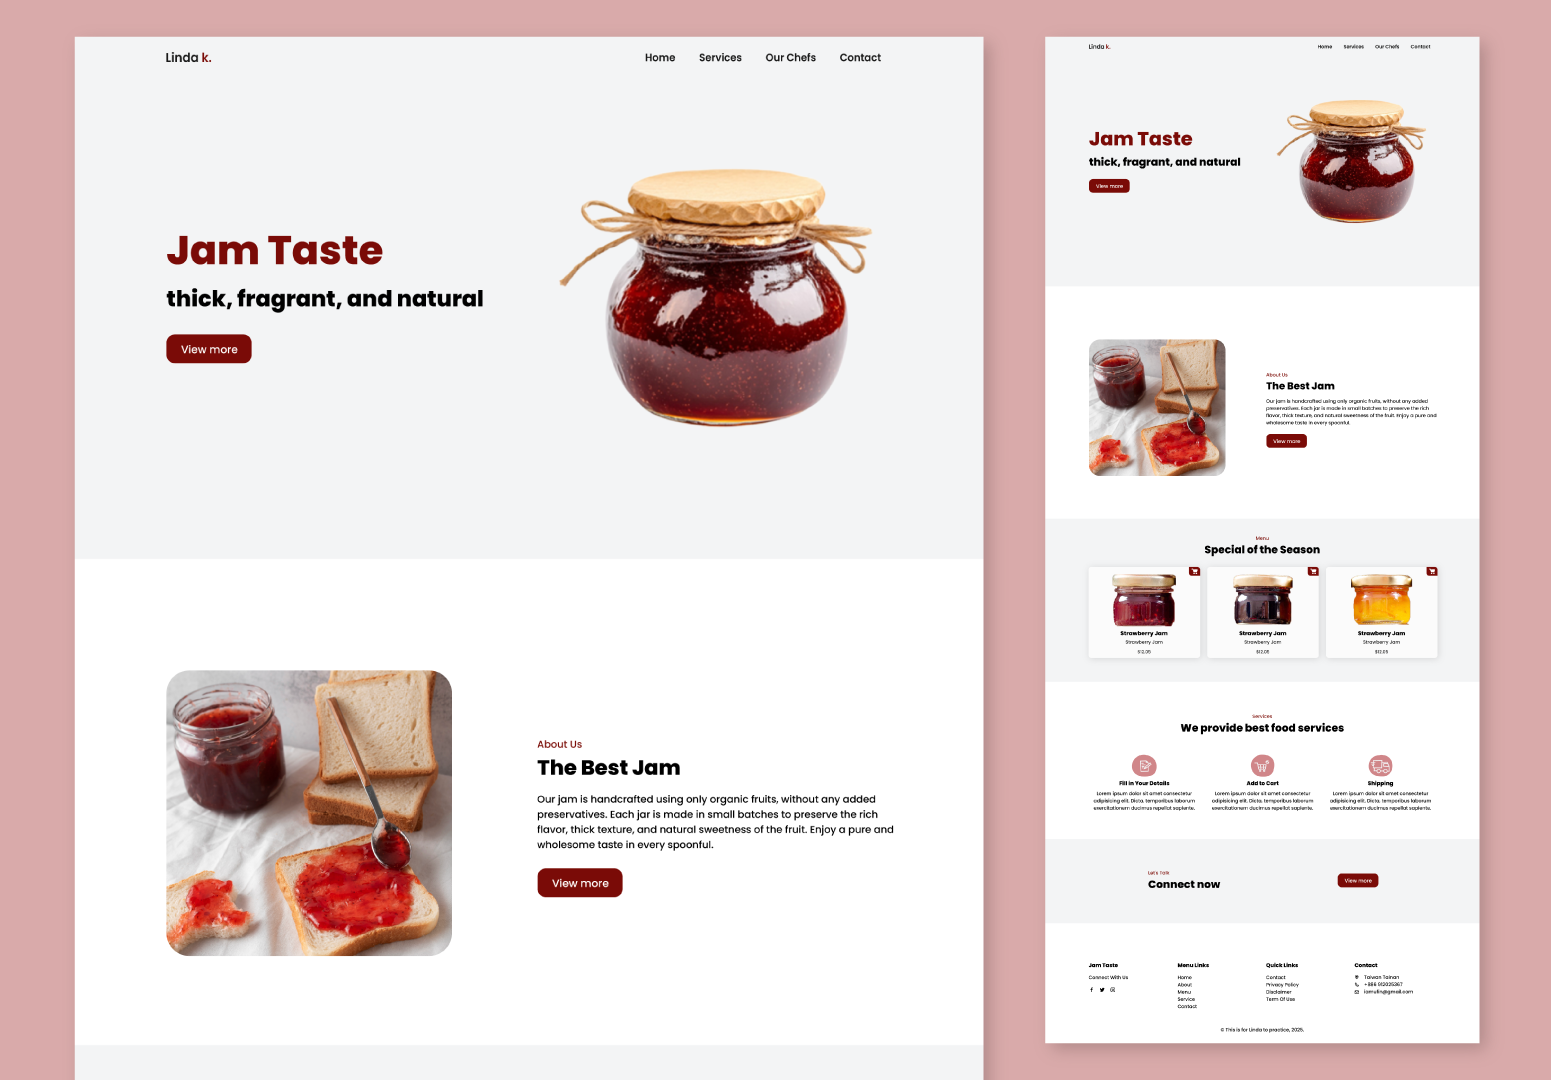 Linda k.
Home Services Our Chefs Contact
Jam Taste
thick, fragrant, and natural
View more
About Us
The Best Jam
Our jam is handcrafted using only organic fruits, without any added
preservatives. Each jar is made in small batches to preserve the rich
flavor, thick texture, and natural sweetness of the fruit. Enjoy a pure and
wholesome taste in every spoonful.
View more
Linda k.
Home Services Our Chefs Contact
Jam Taste
thick, fragrant, and natural
View more
About Us
The Best Jam
Our jam is handcrafted using only organic fruits, without any added
preservatives. Each jar is made in small batches to preserve the rich
flavor, thick texture, and natural sweetness of the fruit. Enjoy a pure and
wholesome taste in every spoonful.
View more
Menu
Special of the Season
Strawberry Jam
Strawberry Jam
$12.05
Strawberry Jam
Strawberry Jam
$12.05
Strawberry Jam
Strawberry Jam
$12.05
Services
We provide best food services
Fill in Your Details
Lorem ipsum dolor sit amet consectetur
adipisicing elit. Dicta, temporibus laborum
exercitationem ducimus repellat sapiente.
Add to Cart
Lorem ipsum dolor sit amet consectetur
adipisicing elit. Dicta, temporibus laborum
exercitationem ducimus repellat sapiente.
Shipping
Lorem ipsum dolor sit amet consectetur
adipisicing elit. Dicta, temporibus laborum
exercitationem ducimus repellat sapiente.
Let's Talk
Connect now
View more
Jam Taste
Connect With Us
Menu Links
Home
About
Menu
Service
Contact
Quick Links
Contact
Privacy Policy
Disclaimer
Term Of Use
Contact
Taiwan Tainan
+886 912025367
iamulin@gmail.com
© This is for Linda to practice, 2025.